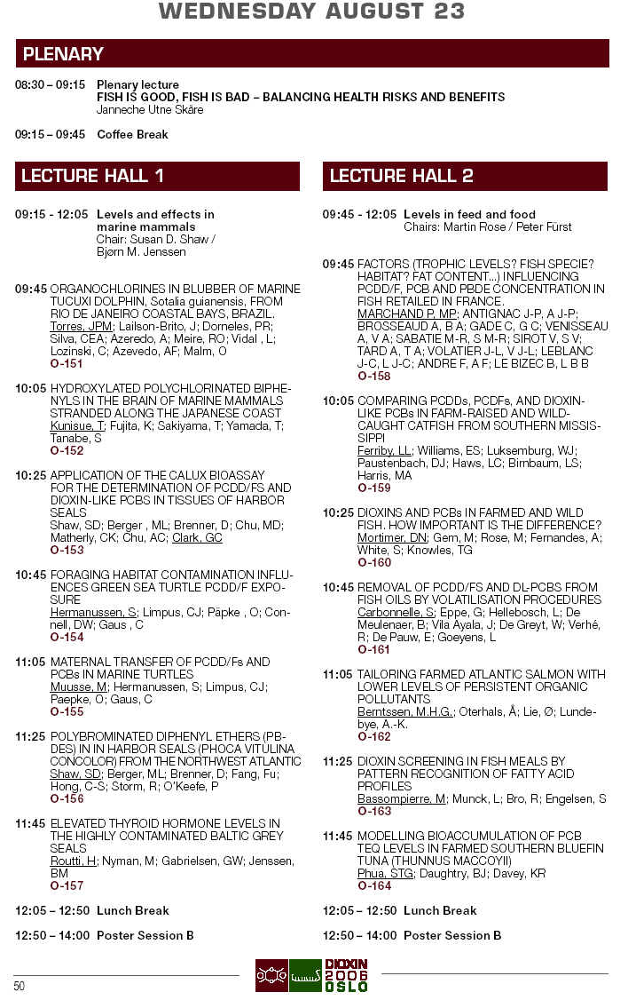 WEDNESDAY AUGUST 23
PLENARY
08:30 – 09:15 Plenary lecture
FISH IS GOOD, FISH IS BAD – BALANCING HEALTH RISKS AND BENEFITS
Janneche Utne Skåre
09:15 – 09:45 Coffee Break
LECTURE HALL 1
09:15 - 12:05 Levels and effects in
marine mammals
Chair: Susan D. Shaw /
Bjørn M. Jenssen
09:45 ORGANOCHLORINES IN BLUBBER OF MARINE
TUCUXI DOLPHIN, Sotalia guianensis, FROM
RIO DE JANEIRO COASTAL BAYS, BRAZIL.
Torres, JPM; Lailson-Brito, J; Dorneles, PR;
Silva, CEA; Azeredo, A; Meire, RO; Vidal , L;
Lozinski, C; Azevedo, AF; Malm, O
O-151
10:05 HYDROXYLATED POLYCHLORINATED BIPHE-
NYLS IN THE BRAIN OF MARINE MAMMALS
STRANDED ALONG THE JAPANESE COAST
Kunisue, T; Fujita, K; Sakiyama, T; Yamada, T;
Tanabe, S
O-152
10:25 APPLICATION OF THE CALUX BIOASSAY
FOR THE DETERMINATION OF PCDD/FS AND
DIOXIN-LIKE PCBS IN TISSUES OF HARBOR
SEALS
Shaw, SD; Berger , ML; Brenner, D; Chu, MD;
Matherly, CK; Chu, AC; Clark, GC
O-153
10:45 FORAGING HABITAT CONTAMINATION INFLU-
ENCES GREEN SEA TURTLE PCDD/F EXPO-
SURE
Hermanussen, S; Limpus, CJ; Päpke , O; Con-
nell, DW; Gaus , C
O-154
11:05 MATERNAL TRANSFER OF PCDD/Fs AND
PCBs IN MARINE TURTLES
Muusse, M; Hermanussen, S; Limpus, CJ;
Paepke, O; Gaus, C
O-155
11:25 POLYBROMINATED DIPHENYL ETHERS (PB-
DES) IN IN HARBOR SEALS (PHOCA VITULINA
CONCOLOR) FROM THE NORTHWEST ATLANTIC
Shaw, SD; Berger, ML; Brenner, D; Fang, Fu;
Hong, C-S; Storm, R; O'Keefe, P
O-156
11:45 ELEVATED THYROID HORMONE LEVELS IN
THE HIGHLY CONTAMINATED BALTIC GREY
SEALS
Routti, H; Nyman, M; Gabrielsen, GW; Jenssen,
BM
O-157
12:05 – 12:50 Lunch Break
12:50 – 14:00 Poster Session B
LECTURE HALL 2
09:45 - 12:05 Levels in feed and food
Chairs: Martin Rose / Peter Fürst
09:45 FACTORS (TROPHIC LEVELS? FISH SPECIE?
HABITAT? FAT CONTENT...) INFLUENCING
PCDD/F, PCB AND PBDE CONCENTRATION IN
FISH RETAILED IN FRANCE.
MARCHAND P, MP; ANTIGNAC J-P, A J-P;
BROSSEAUD A, B A; GADE C, G C; VENISSEAU
A, V A; SABATIE M-R, S M-R; SIROT V, S V;
TARD A, T A; VOLATIER J-L, V J-L; LEBLANC
J-C, L J-C; ANDRE F, A F; LE BIZEC B, L B B
O-158
10:05 COMPARING PCDDs, PCDFs, AND DIOXIN-
LIKE PCBs IN FARM-RAISED AND WILD-
CAUGHT CATFISH FROM SOUTHERN MISSIS-
SIPPI
Ferriby, LL; Williams, ES; Luksemburg, WJ;
Paustenbach, DJ; Haws, LC; Birnbaum, LS;
Harris, MA
O-159
10:25 DIOXINS AND PCBs IN FARMED AND WILD
FISH. HOW IMPORTANT IS THE DIFFERENCE?
Mortimer, DN; Gem, M; Rose, M; Fernandes, A;
White, S; Knowles, TG
O-160
10:45 REMOVAL OF PCDD/FS AND DL-PCBS FROM
FISH OILS BY VOLATILISATION PROCEDURES
Carbonnelle, S; Eppe, G; Hellebosch, L; De
Meulenaer, B; Vila Ayala, J; De Greyt, W; Verhé,
R; De Pauw, E; Goeyens, L
O-161
11:05 TAILORING FARMED ATLANTIC SALMON WITH
LOWER LEVELS OF PERSISTENT ORGANIC
POLLUTANTS
Berntssen, M.H.G.; Oterhals, Å; Lie, Ø; Lunde-
bye, A.-K.
O-162
11:25 DIOXIN SCREENING IN FISH MEALS BY
PATTERN RECOGNITION OF FATTY ACID
PROFILES
Bassompierre, M; Munck, L; Bro, R; Engelsen, S
O-163
11:45 MODELLING BIOACCUMULATION OF PCB
TEQ LEVELS IN FARMED SOUTHERN BLUEFIN
TUNA (THUNNUS MACCOYII)
Phua, STG; Daughtry, BJ; Davey, KR
O-164
12:05 – 12:50 Lunch Break
12:50 – 14:00 Poster Session B
50
DIOXIN
2006
OSLO